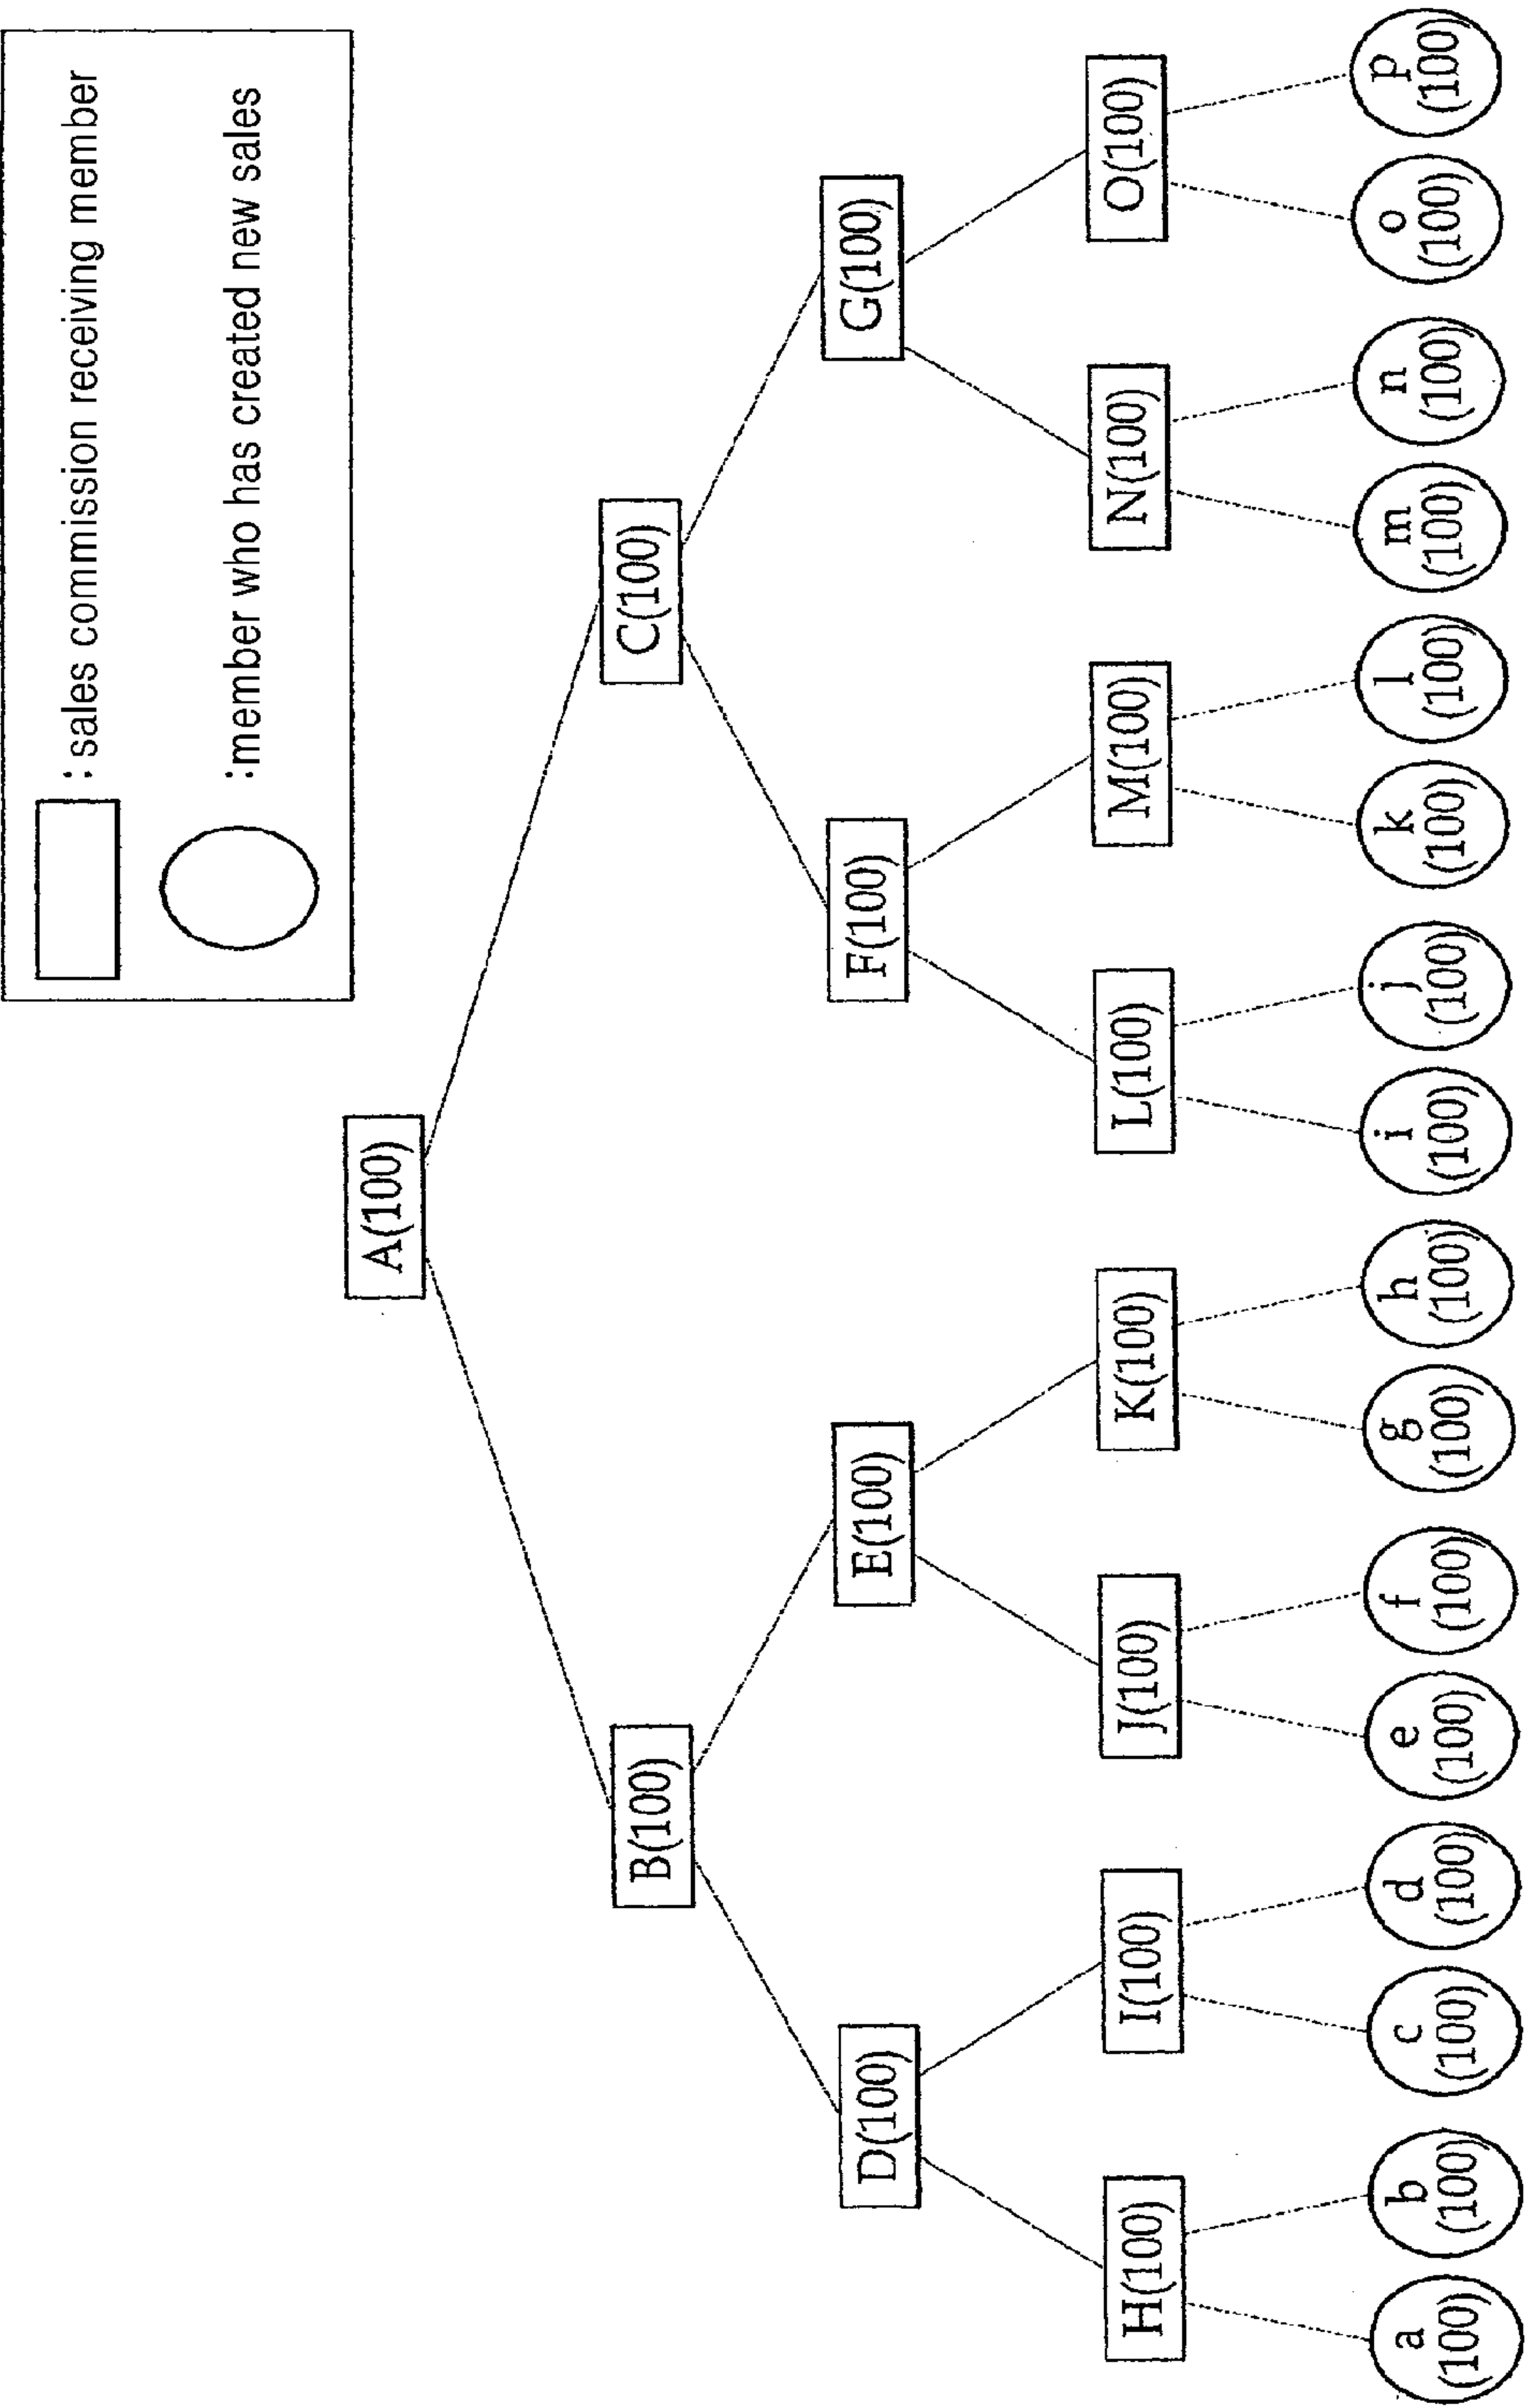 : sales commission receiving member
:member who has created new sales
A(100)
B(100)
C(100)
D(100)
E(100)
F(100)
G(100)
H(100)
I(100)
J(100)
K(100)
L(100)
M(100)
N(100)
O(100)
a
(100)
b
(100)
c
(100)
d
(100)
e
(100)
f
(100)
g
(100)
h
(100)
i
(100)
j
(100)
k
(100)
l
(100)
m
(100)
n
(100)
o
(100)
p
(100)